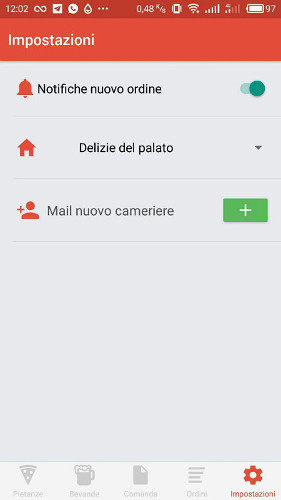 12:02 0,48 K/s 97
Impostazioni
Notifiche nuovo ordine
Delizie del palato
Mail nuovo cameriere
Pietanze Bevande Comanda Ordini Impostazioni